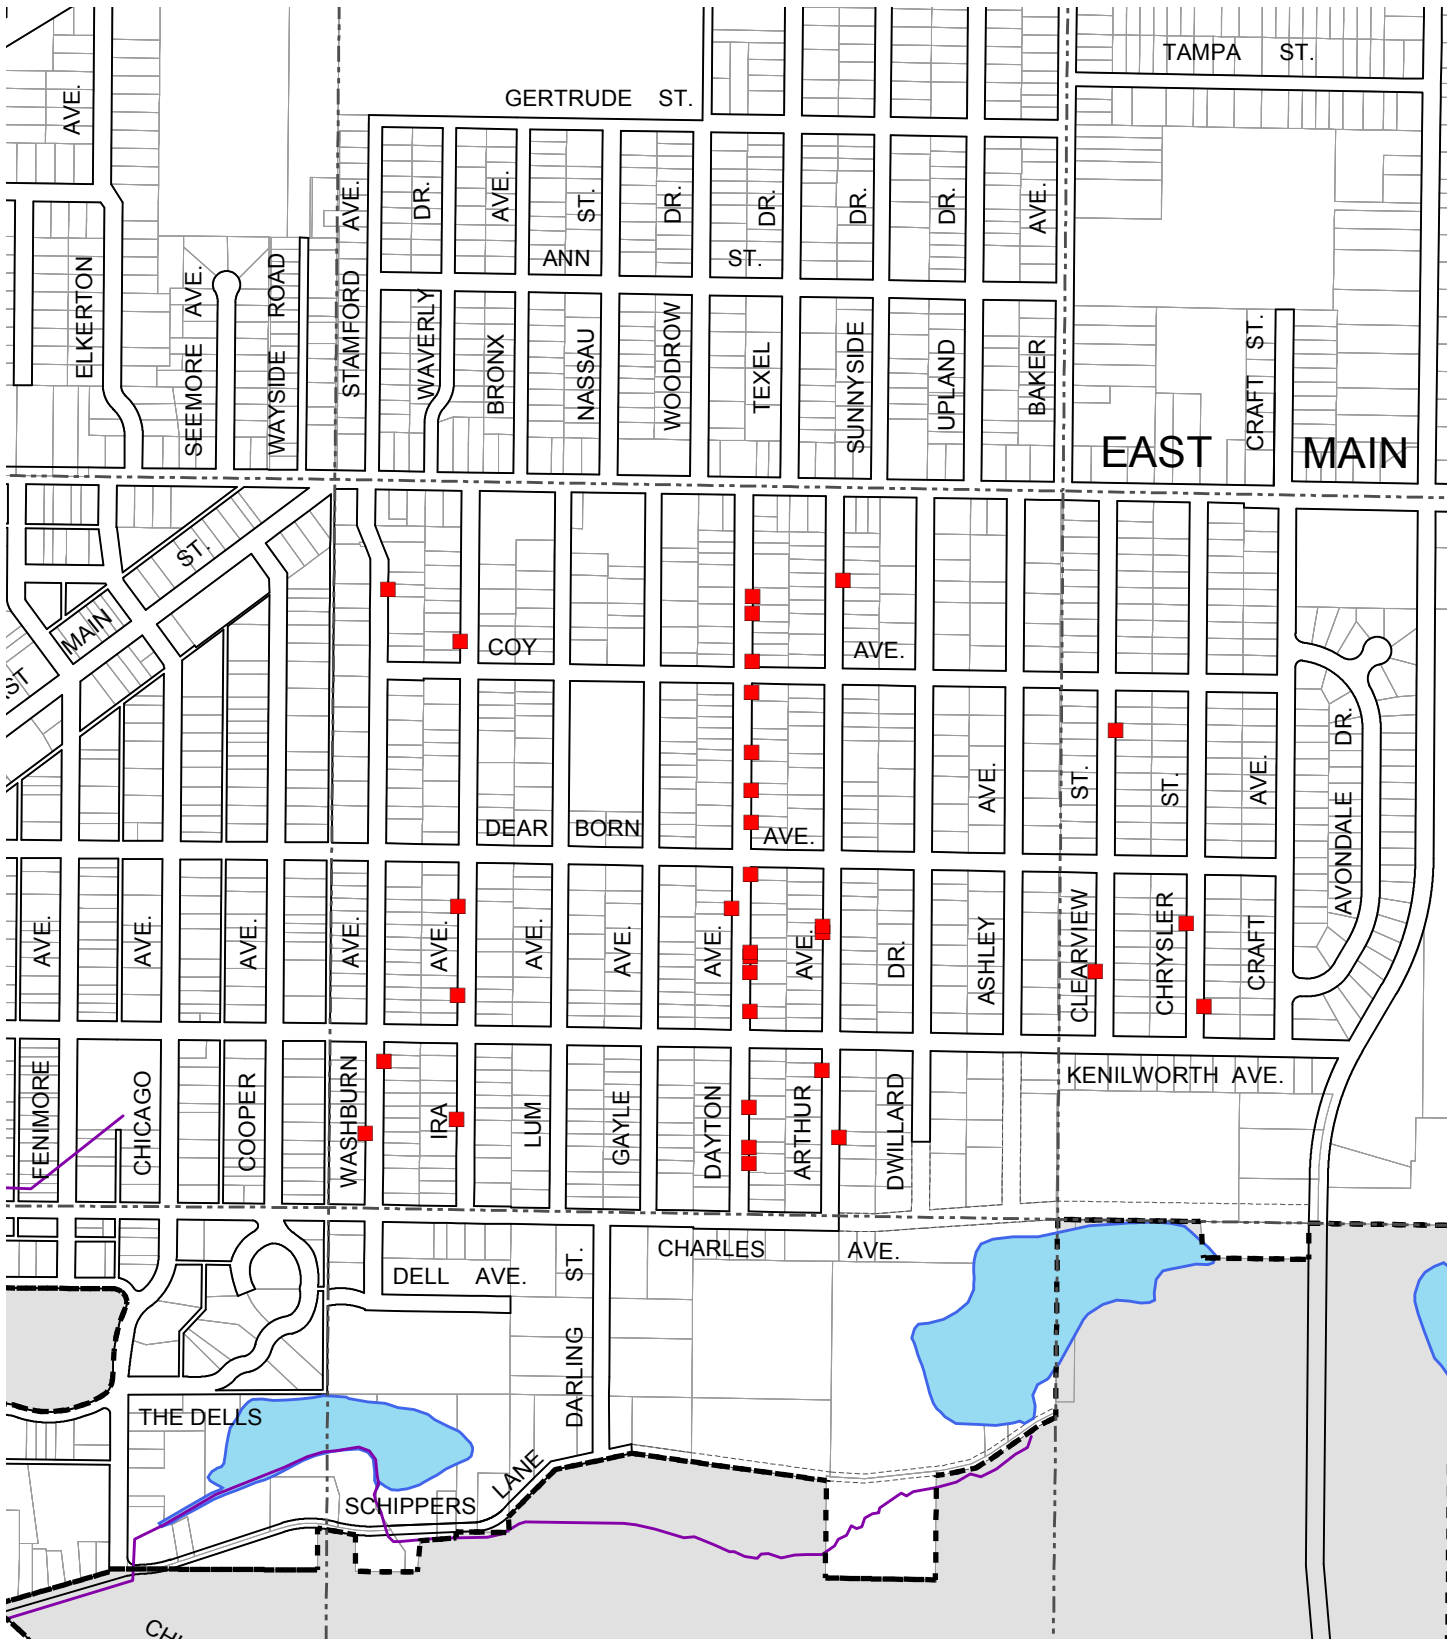 TAMPA ST.
GERTRUDE ST.
AVE.
AVE.
DR.
AVE.
ST.
DR.
DR.
DR.
DR.
AVE.
ANN ST.
ELKERTON
SEEMORE AVE.
WAYSIDE ROAD
STAMFORD
WAVERLY
BRONX
NASSAU
WOODROW
TEXEL
SUNNYSIDE
UPLAND
BAKER
CRAFT ST.
EAST MAIN
MAIN ST.
ST
COY AVE.
AVONDALE DR.
DEAR BORN AVE.
AVE.
ST.
ST.
AVE.
AVE.
AVE.
AVE.
AVE.
AVE.
AVE.
AVE.
AVE.
AVE.
DR.
ASHLEY
CLEARVIEW
CHRYSLER
CRAFT
KENILWORTH AVE.
FENIMORE
CHICAGO
COOPER
WASHBURN
IRA
LUM
GAYLE
DAYTON
ARTHUR
DWILLARD
CHARLES AVE.
DELL AVE.
DARLING ST.
THE DELLS
SCHIPPERS LANE